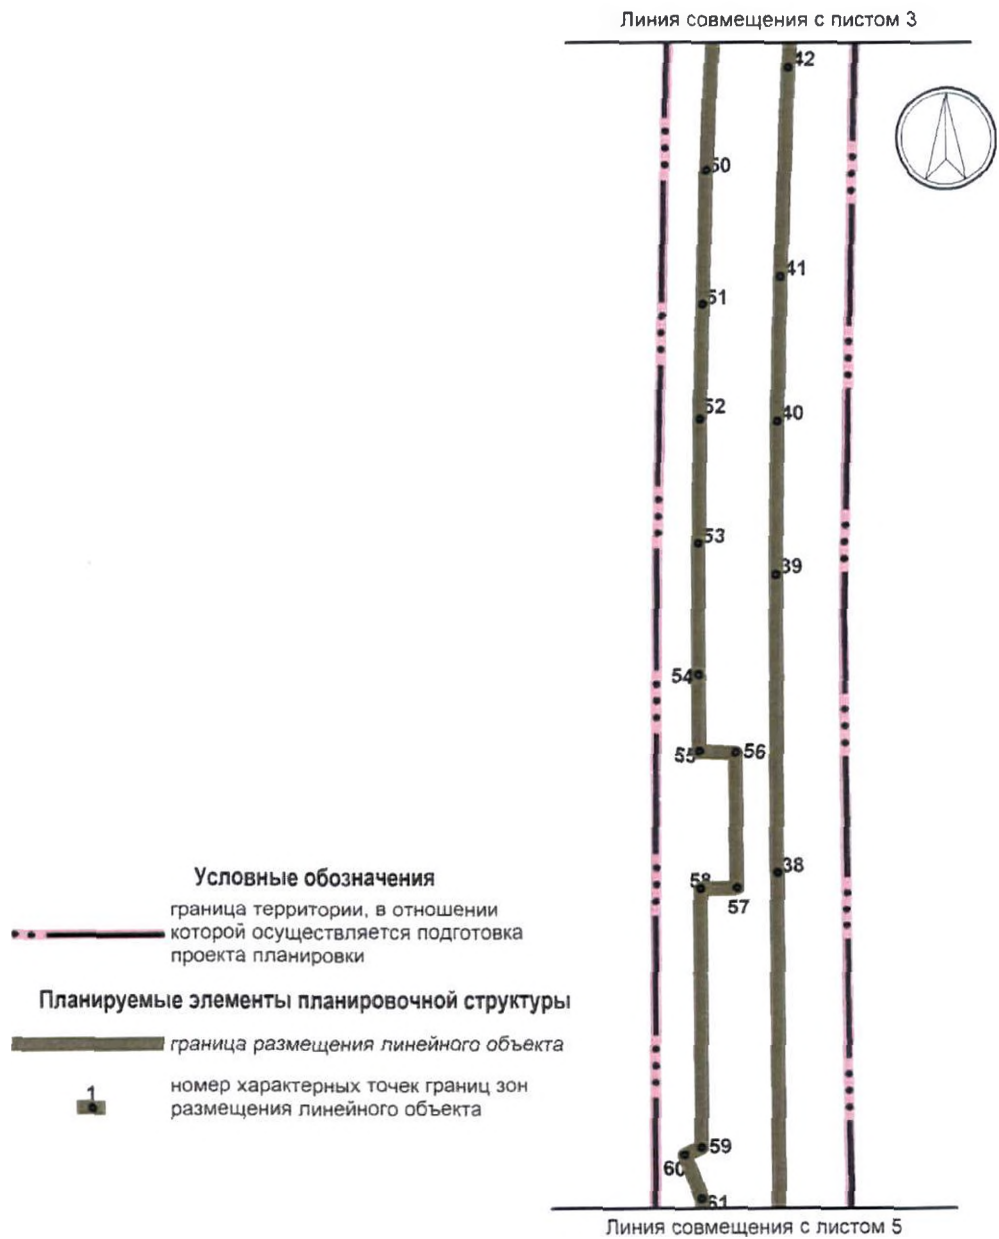 Линия совмещения с пистом 3
42
50
41
51
52
40
53
39
54
55
56
38
58
57
Условные обозначения
граница территории, в отношении
которой осуществляется подготовка
проекта планировки
Планируемые элементы планировочной структуры
граница размещения линейного объекта
1
номер характерных точек границ зон
размещения линейного объекта
59
60
61
Линия совмещения с листом 5